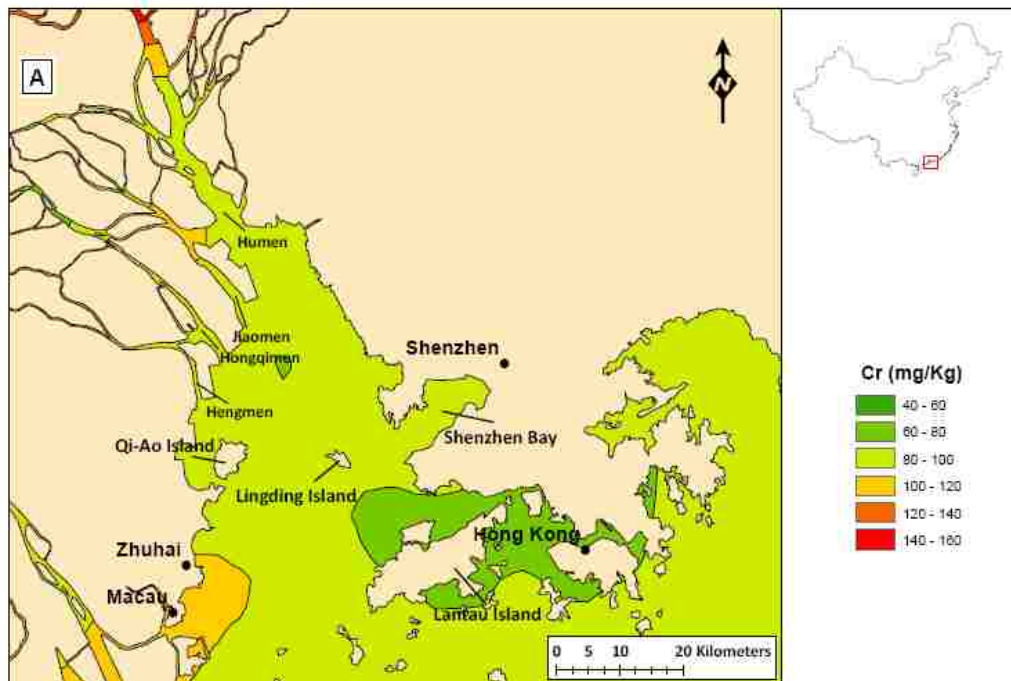 A
N
Humen
Jiaomen
Hongqimen
Hengmen
Qi-Ao Island
Shenzhen
Shenzhen Bay
Lingding Island
Zhuhai
Macau
Hong Kong
Lantau Island
0 5 10 20 Kilometers
Cr (mg/Kg)
40 - 60
60 - 80
80 - 100
100 - 120
120 - 140
140 - 160